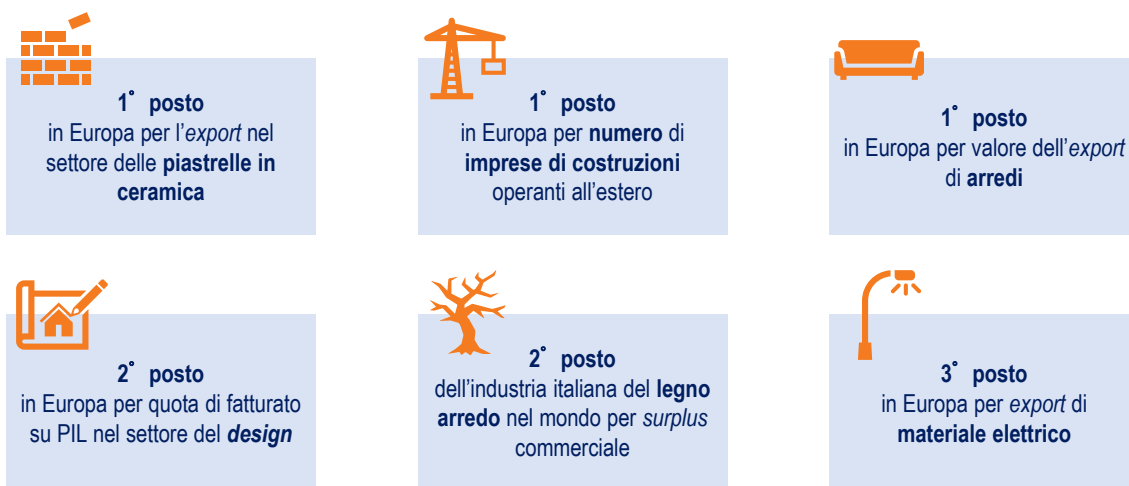 1° posto
in Europa per l’export nel
settore delle piastrelle in
ceramica
1° posto
in Europa per numero di
imprese di costruzioni
operanti all’estero
1° posto
in Europa per valore dell’export
di arredi
2° posto
in Europa per quota di fatturato
su PIL nel settore del design
2° posto
dell’industria italiana del legno
arredo nel mondo per surplus
commerciale
3° posto
in Europa per export di
materiale elettrico